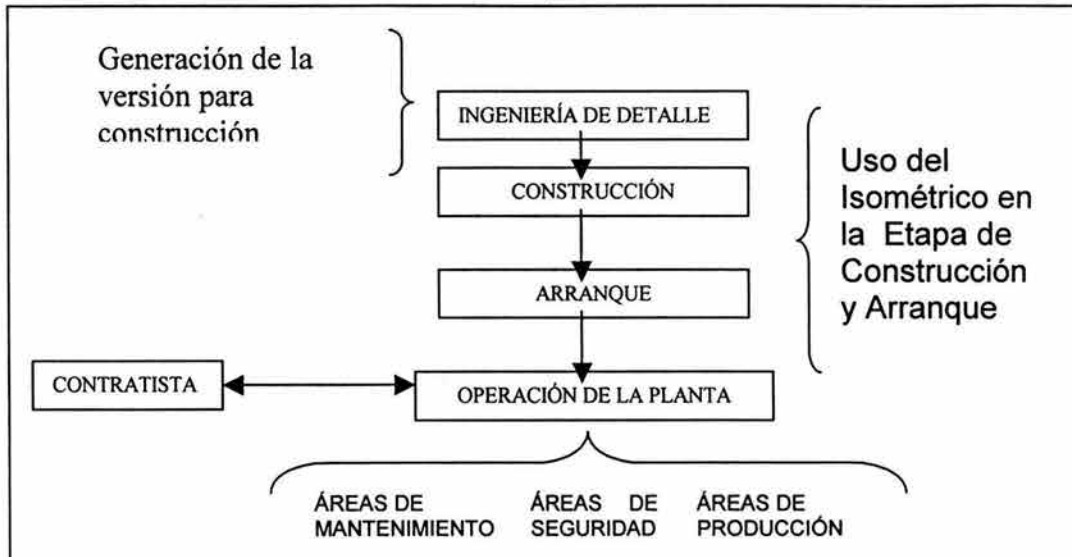 Generación de la
versión para
construcción
INGENIERÍA DE DETALLE
CONSTRUCCIÓN
ARRANQUE
Uso del
Isométrico en
la Etapa de
Construcción
y Arranque
CONTRATISTA
OPERACIÓN DE LA PLANTA
ÁREAS DE ÁREAS DE ÁREAS DE
MANTENIMIENTO SEGURIDAD PRODUCCIÓN